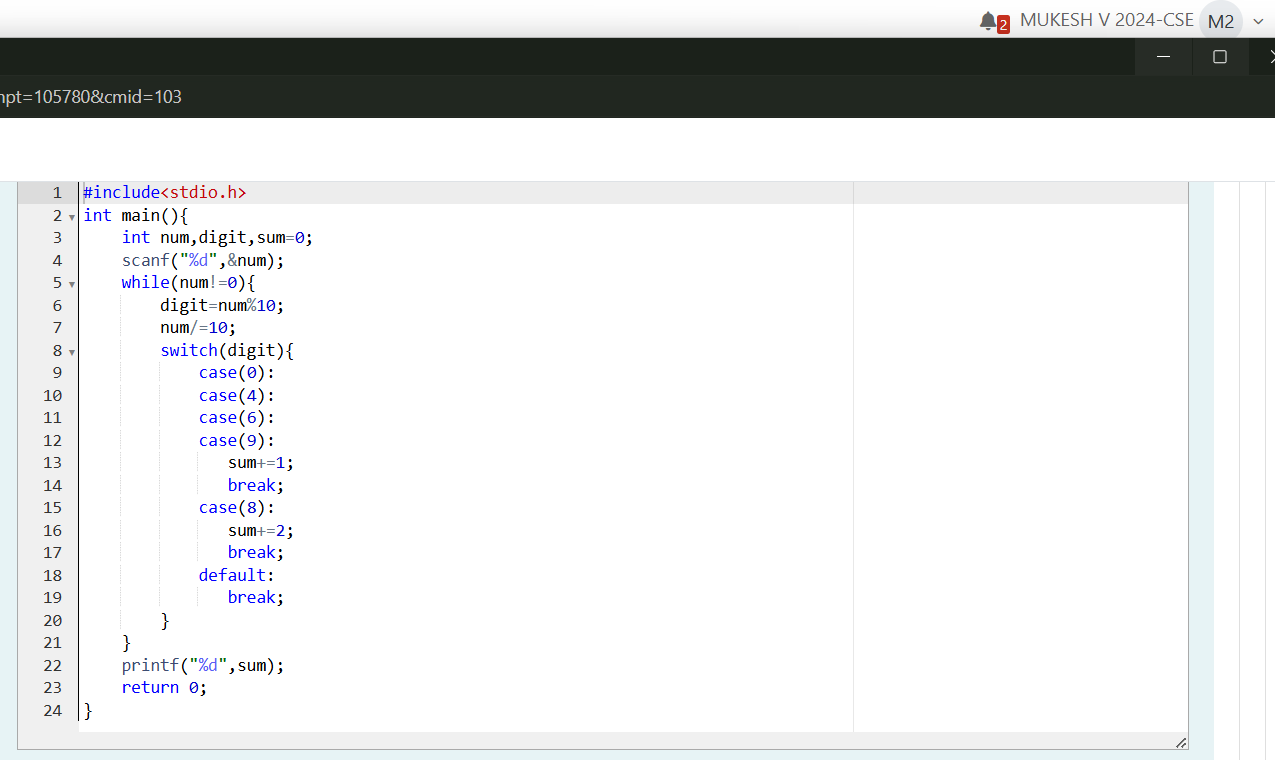 2 MUKESH V 2024-CSE M2
mpt=105780&cmid=103
1 #include<stdio.h>
2 int main(){
3     int num,digit,sum=0;
4     scanf("%d",&num);
5     while(num!=0){
6         digit=num%10;
7         num/=10;
8         switch(digit){
9             case(0):
10             case(4):
11             case(6):
12             case(9):
13                sum+=1;
14                break;
15             case(8):
16                sum+=2;
17                break;
18             default:
19                break;
20         }
21     }
22     printf("%d",sum);
23     return 0;
24 }